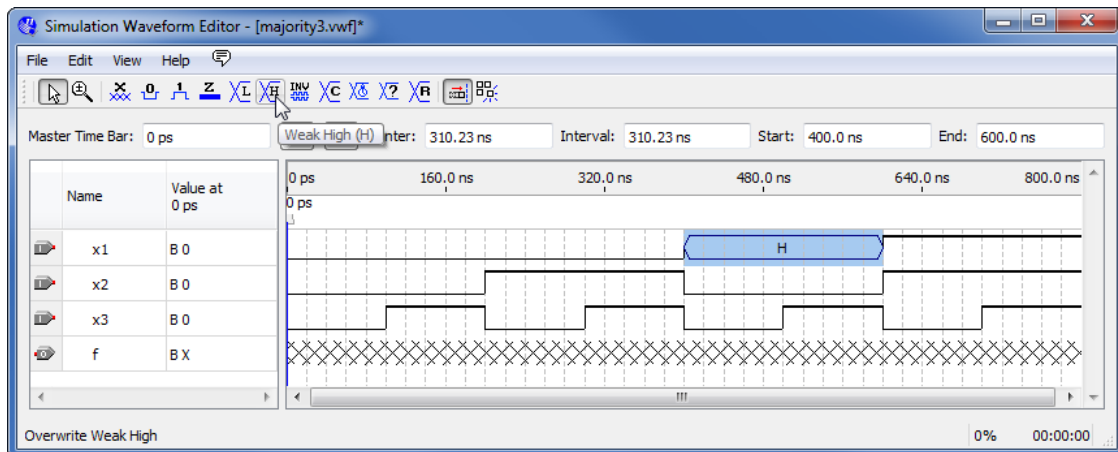 Simulation Waveform Editor - [majority3.vwf]*
File Edit View Help
X 0 1 Z L H INV C ? R
Master Time Bar: 0 ps Weak High (H) nter: 310.23 ns Interval: 310.23 ns Start: 400.0 ns End: 600.0 ns
Name Value at 0 ps 0 ps 160.0 ns 320.0 ns 480.0 ns 640.0 ns 800.0 ns
0 ps
x1 B 0 H
x2 B 0
x3 B 0
f B X
Overwrite Weak High 0% 00:00:00